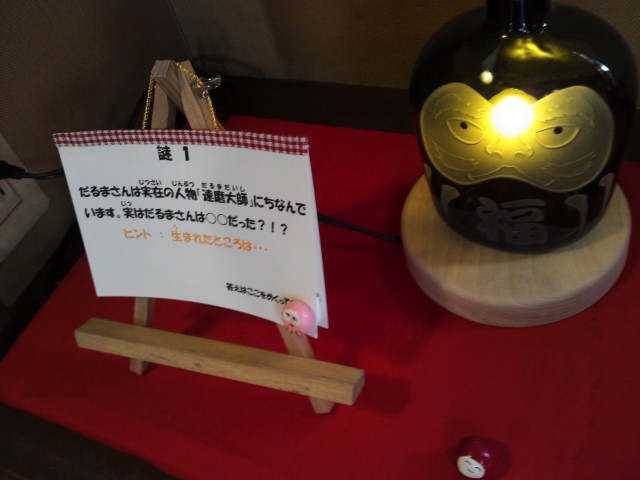 謎 1
だるまさんは実在の人物「達磨大師」にちなんで
います。実はだるまさんは○○だった?!?
ヒント : 生まれたところは・・・
答えはここをめくって
福